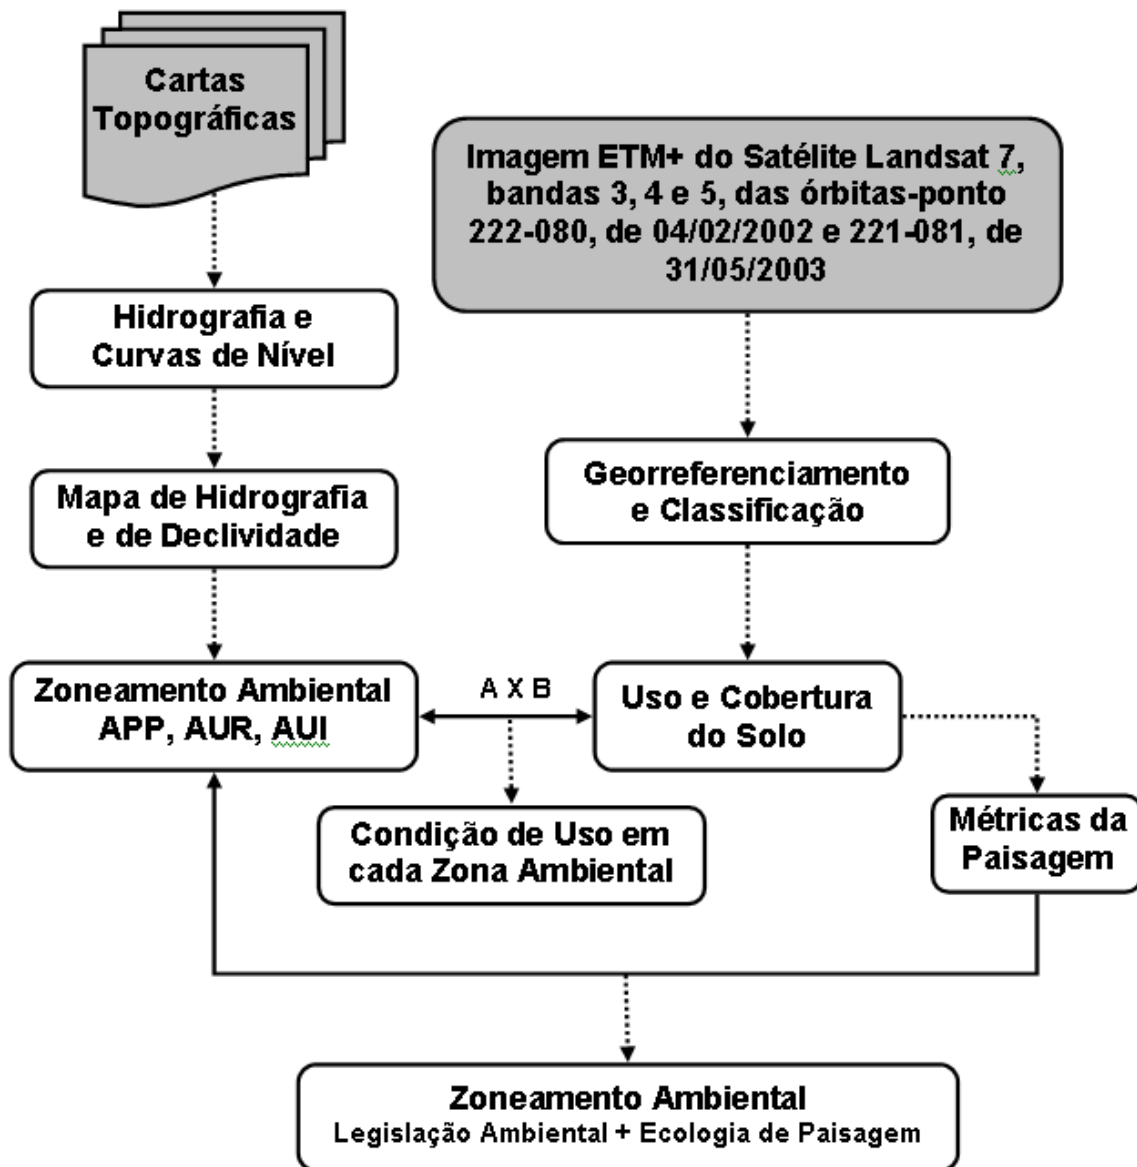 Cartas
Topográficas
Imagem ETM+ do Satélite Landsat 7,
bandas 3, 4 e 5, das órbitas-ponto
222-080, de 04/02/2002 e 221-081, de
31/05/2003
Hidrografia e
Curvas de Nível
Georreferenciamento
e Classificação
Mapa de Hidrografia
e de Declividade
Zoneamento Ambiental
APP, AUR, AUI
A X B
Uso e Cobertura
do Solo
Condição de Uso em
cada Zona Ambiental
Métricas da
Paisagem
Zoneamento Ambiental
Legislação Ambiental + Ecologia de Paisagem